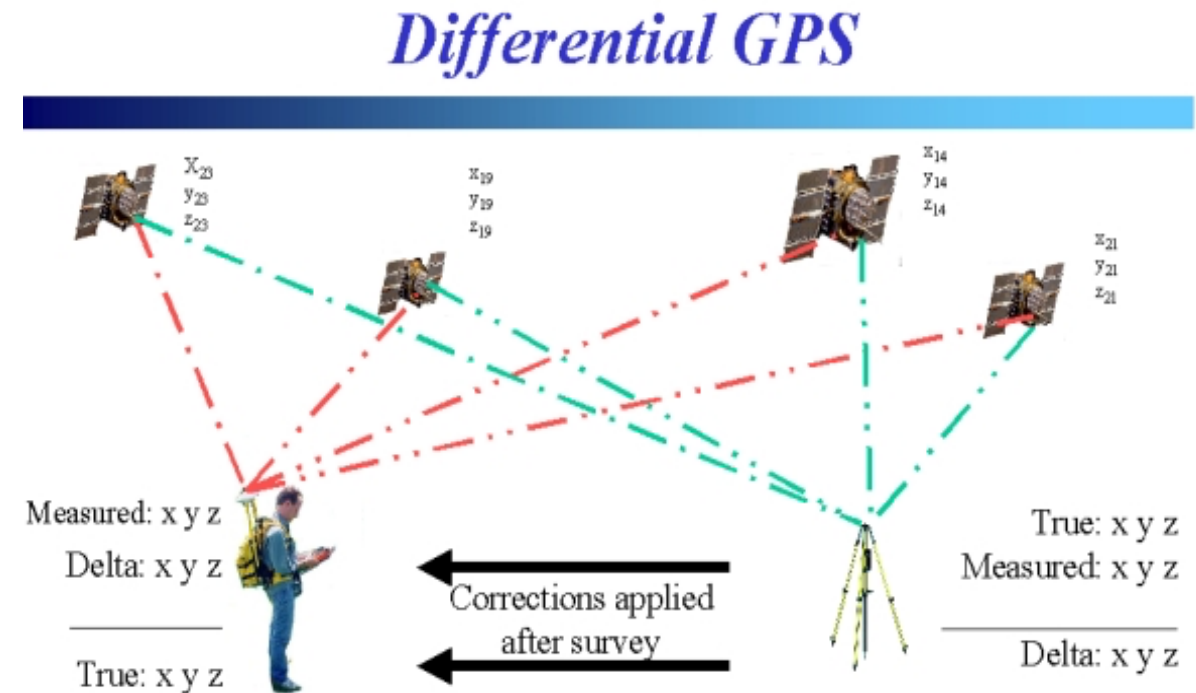 Differential GPS
X23
y23
z23
x19
y19
z19
x14
y14
z14
x21
y21
z21
Measured: x y z
Delta: x y z
True: x y z
Corrections applied
after survey
True: x y z
Measured: x y z
Delta: x y z